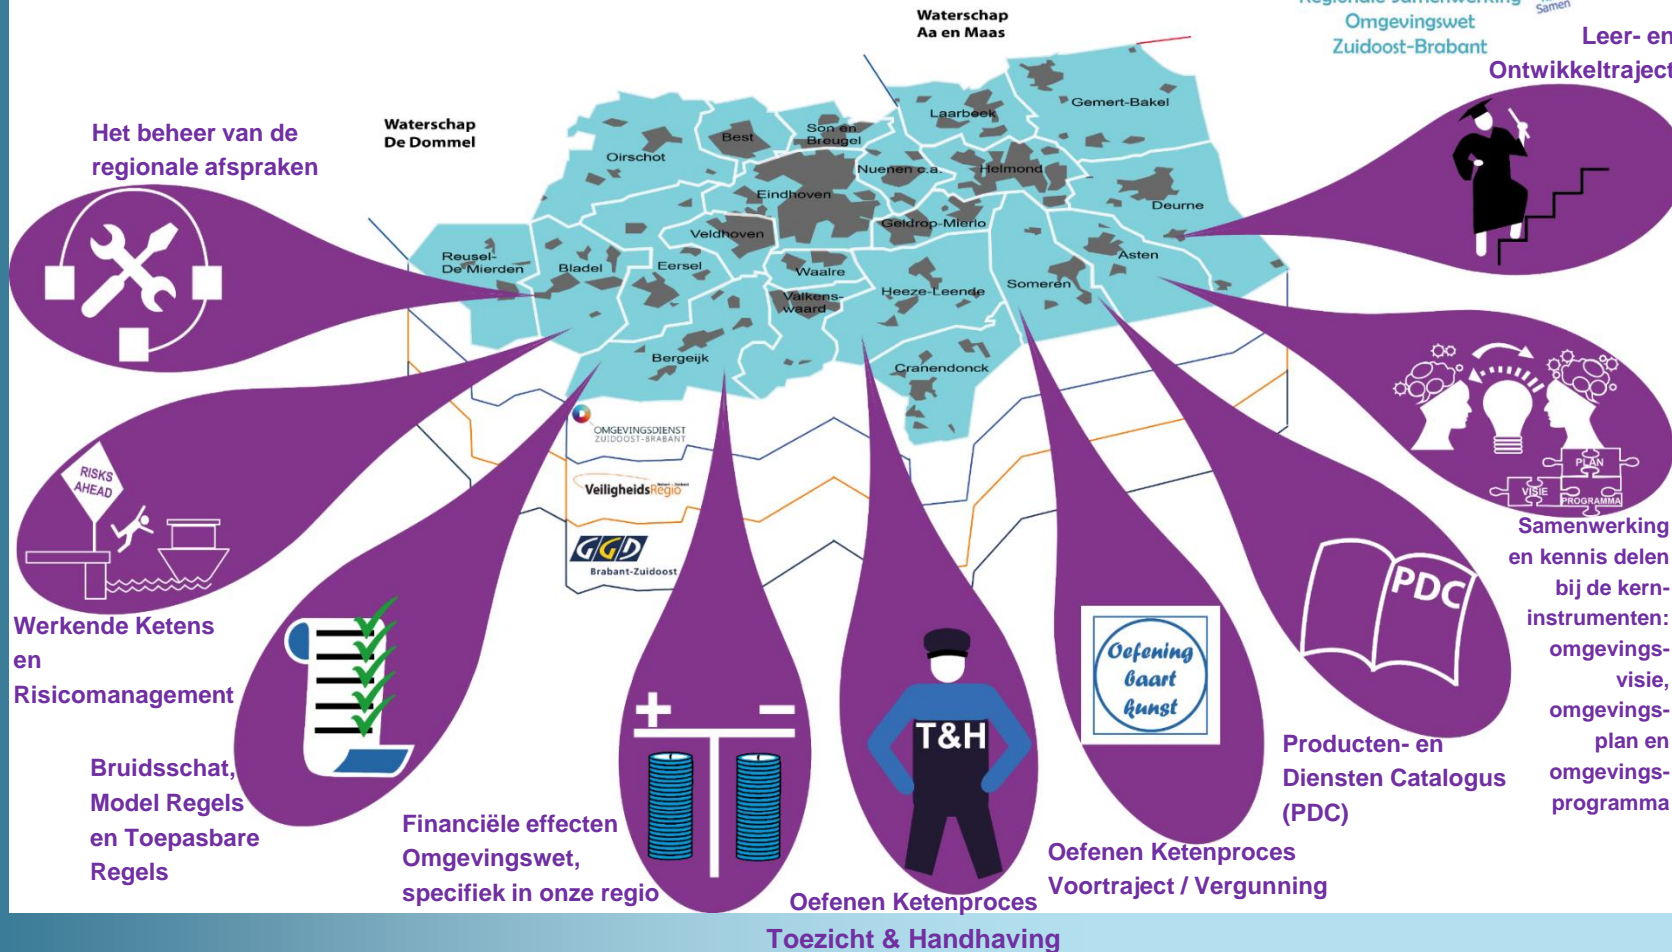 Regionale Samenwerking
Omgevingswet
Zuidoost-Brabant
Samen
Waterschap
Aa en Maas
Leer- en
Ontwikkeltraject
Het beheer van de
regionale afspraken
Waterschap
De Dommel
Gemert-Bakel
Laarbeek
Son en
Breugel
Best
Oirschot
Nuenen c.a.
Helmond
Eindhoven
Deurne
Geldrop-Mierlo
Veldhoven
Asten
Reusel-
De Mierden
Bladel
Eersel
Waalre
Heeze-Leende
Someren
Valkens-
waard
Bergeijk
Cranendonck
OMGEVINGSDIENST
ZUIDOOST-BRABANT
VeiligheidsRegio
GGD
Brabant-Zuidoost
RISKS
AHEAD
PLAN
VISIE
PROGRAMMA
PDC
Oefening
baart
kunst
T&H
+ −
Samenwerking
en kennis delen
bij de kern-
instrumenten:
omgevings-
visie,
omgevings-
plan en
omgevings-
programma
Werkende Ketens
en
Risicomanagement
Bruidsschat,
Model Regels
en Toepasbare
Regels
Financiële effecten
Omgevingswet,
specifiek in onze regio
Oefenen Ketenproces
Toezicht & Handhaving
Oefenen Ketenproces
Voortraject / Vergunning
Producten- en
Diensten Catalogus
(PDC)